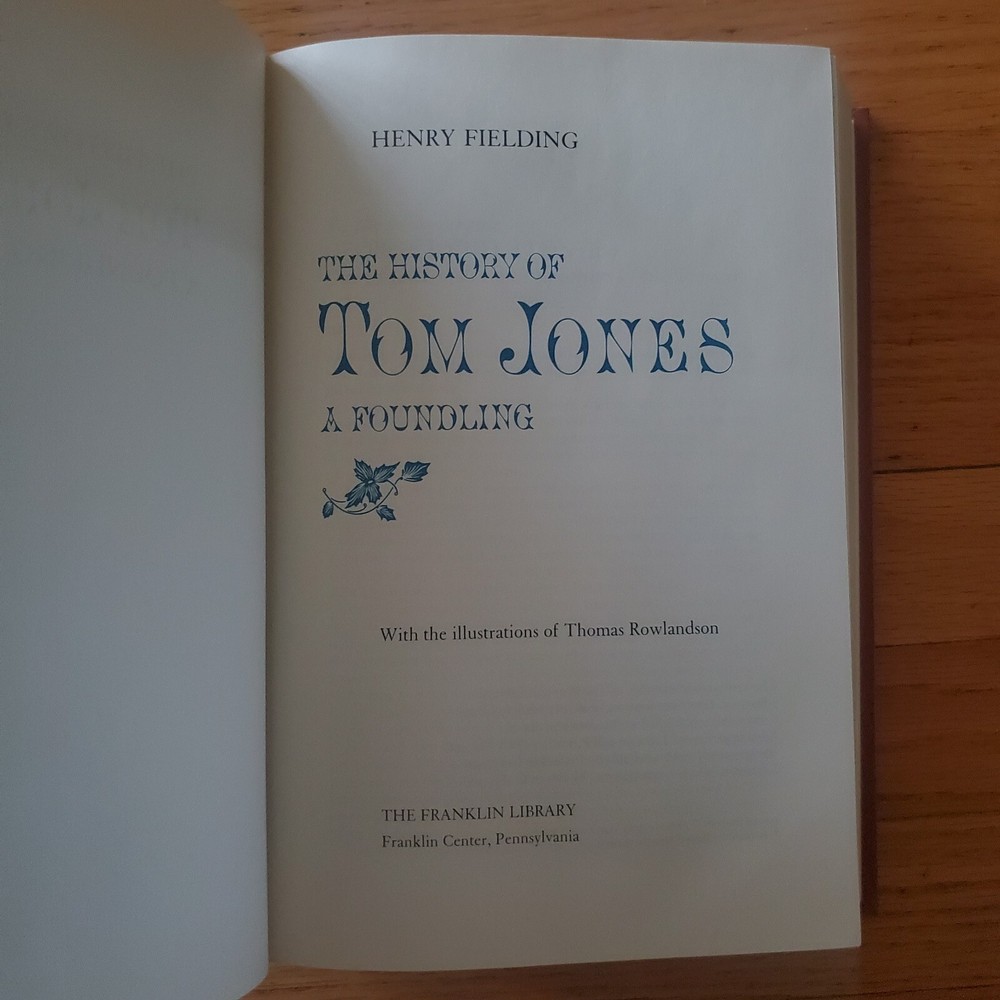 HENRY FIELDING
THE HISTORY OF
TOM JONES
A FOUNDLING
With the illustrations of Thomas Rowlandson
THE FRANKLIN LIBRARY
Franklin Center, Pennsylvania